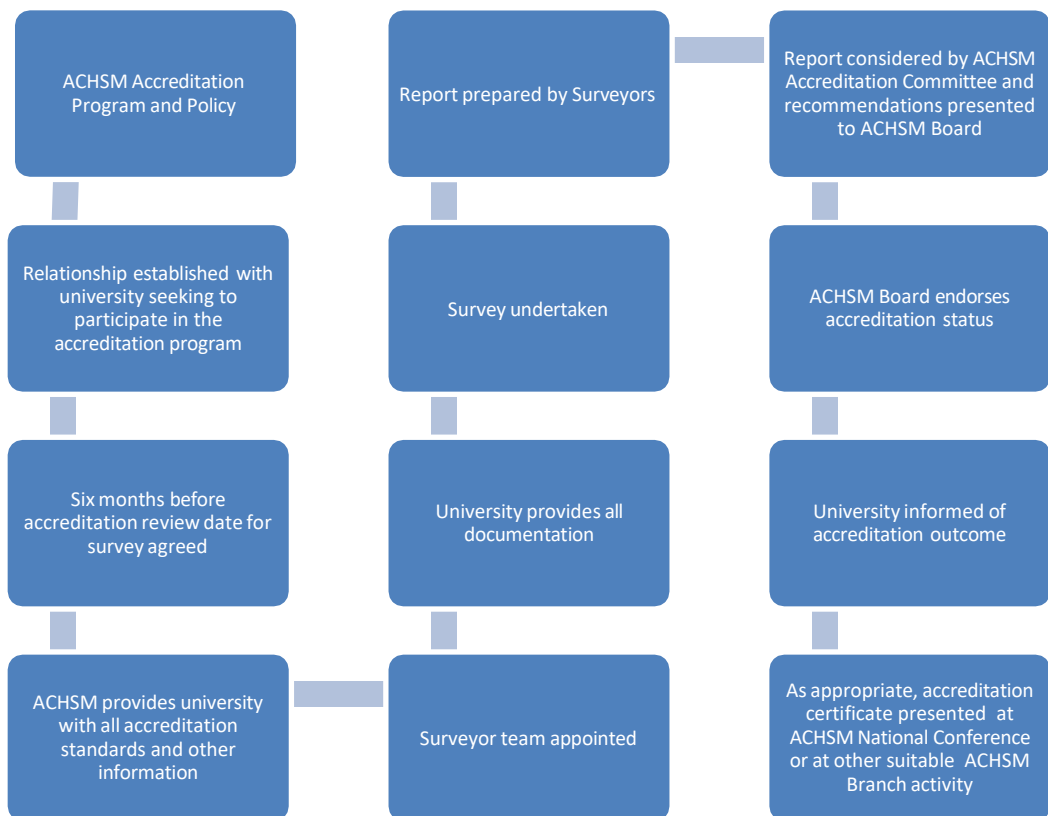 ACHSM Accreditation
Program and Policy
Relationship established with
university seeking to
participate in the
accreditation program
Six months before
accreditation review date for
survey agreed
ACHSM provides university
with all accreditation
standards and other
information
Surveyor team appointed
University provides all
documentation
Survey undertaken
Report prepared by Surveyors
Report considered by ACHSM
Accreditation Committee and
recommendations presented
to ACHSM Board
ACHSM Board endorses
accreditation status
University informed of
accreditation outcome
As appropriate, accreditation
certificate presented at
ACHSM National Conference
or at other suitable ACHSM
Branch activity